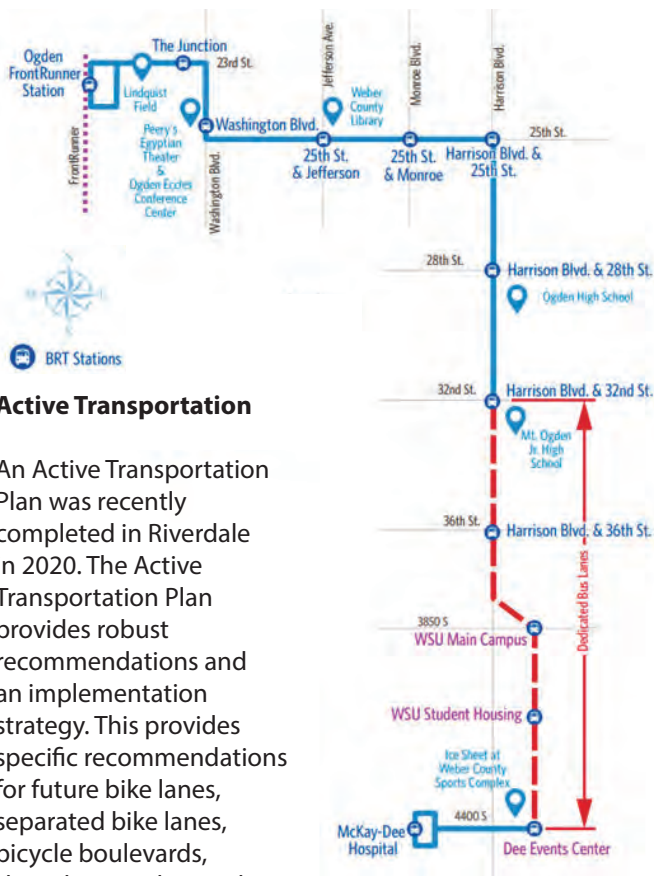 Ogden
FrontRunner
Station
The Junction
23rd St.
Lindquist
Field
FrontRunner
Peery's
Egyptian
Theater
&
Ogden Eccles
Conference
Center
Washington Blvd.
Washington Blvd.
Jefferson Ave.
Weber
County
Library
Monroe Blvd.
Harrison Blvd.
25th St.
25th St.
& Jefferson
25th St.
& Monroe
Harrison Blvd. &
25th St.
28th St.
Harrison Blvd. & 28th St.
Ogden High School
BRT Stations
32nd St.
Harrison Blvd. & 32nd St.
Mt. Ogden
Jr. High
School
36th St.
Harrison Blvd. & 36th St.
Dedicated Bus Lanes
3850 S
WSU Main Campus
WSU Student Housing
Ice Sheet at
Weber County
Sports Complex
4400 S
McKay-Dee
Hospital
Dee Events Center
Active Transportation
An Active Transportation
Plan was recently
completed in Riverdale
in 2020. The Active
Transportation Plan
provides robust
recommendations and
an implementation
strategy. This provides
specific recommendations
for future bike lanes,
separated bike lanes,
bicycle boulevards,